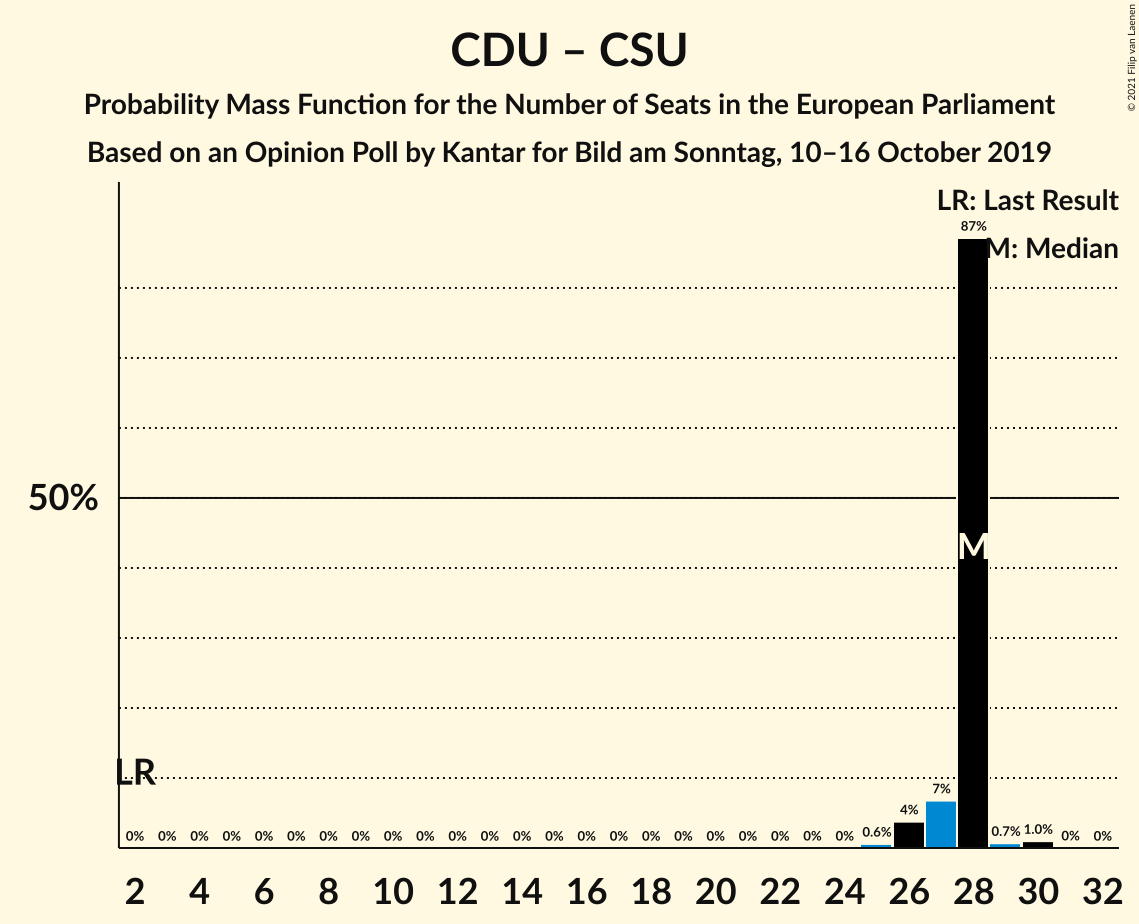 © 2021 Filip van Laenen
CDU – CSU
Probability Mass Function for the Number of Seats in the European Parliament
Based on an Opinion Poll by Kantar for Bild am Sonntag, 10–16 October 2019
LR: Last Result
87%
M: Median
50%
M
LR
7%
4%
0% 0% 0% 0% 0% 0% 0% 0% 0% 0% 0% 0% 0% 0% 0% 0% 0% 0% 0% 0% 0% 0% 0% 0.6% 0.7% 1.0% 0% 0%
2 4 6 8 10 12 14 16 18 20 22 24 26 28 30 32